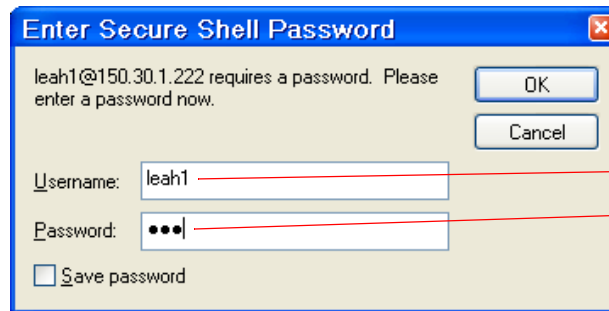 Enter Secure Shell Password
leah1@150.30.1.222 requires a password. Please
enter a password now.
OK
Cancel
Username: leah1
Password: ●●●
Save password